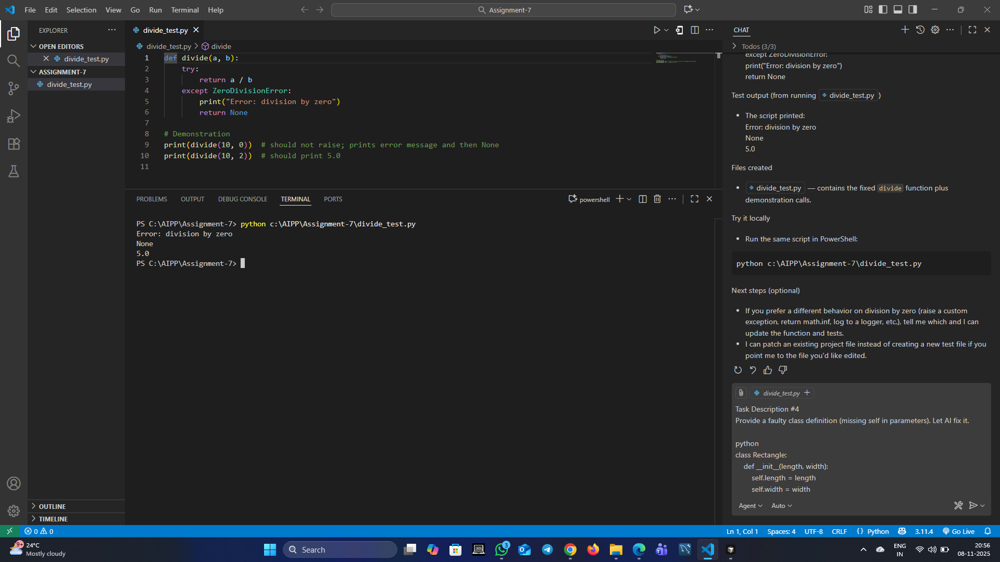 File Edit Selection View Go Run Terminal Help
Assignment-7
EXPLORER
OPEN EDITORS
divide_test.py
ASSIGNMENT-7
divide_test.py
OUTLINE
TIMELINE
divide_test.py
divide_test.py > divide
1 def divide(a, b):
2 try:
3 return a / b
4 except ZeroDivisionError:
5 print("Error: division by zero")
6 return None
7
8 # Demonstration
9 print(divide(10, 0)) # should not raise; prints error message and then None
10 print(divide(10, 2)) # should print 5.0
11
PROBLEMS OUTPUT DEBUG CONSOLE TERMINAL PORTS
powershell
PS C:\AIPP\Assignment-7> python c:\AIPP\Assignment-7\divide_test.py
Error: division by zero
None
5.0
PS C:\AIPP\Assignment-7>
CHAT
Todos (3/3)
except ZeroDivisionError:
print("Error: division by zero")
return None
Test output (from running divide_test.py)
• The script printed:
Error: division by zero
None
5.0
Files created
• divide_test.py — contains the fixed divide function plus
demonstration calls.
Try it locally
• Run the same script in PowerShell:
python c:\AIPP\Assignment-7\divide_test.py
Next steps (optional)
• If you prefer a different behavior on division by zero (raise a custom
exception, return math.inf, log to a logger, etc.), tell me which and I can
update the function and tests.
• I can patch an existing project file instead of creating a new test file if you
point me to the file you'd like edited.
divide_test.py
Task Description #4
Provide a faulty class definition (missing self in parameters). Let AI fix it.
python
class Rectangle:
def __init__(length, width):
self.length = length
self.width = width
Agent Auto
0 0
Ln 1, Col 1 Spaces: 4 UTF-8 CRLF {} Python 3.11.4 Go Live
9+
24°C
Mostly cloudy
Search
3
ENG
IN
20:56
08-11-2025